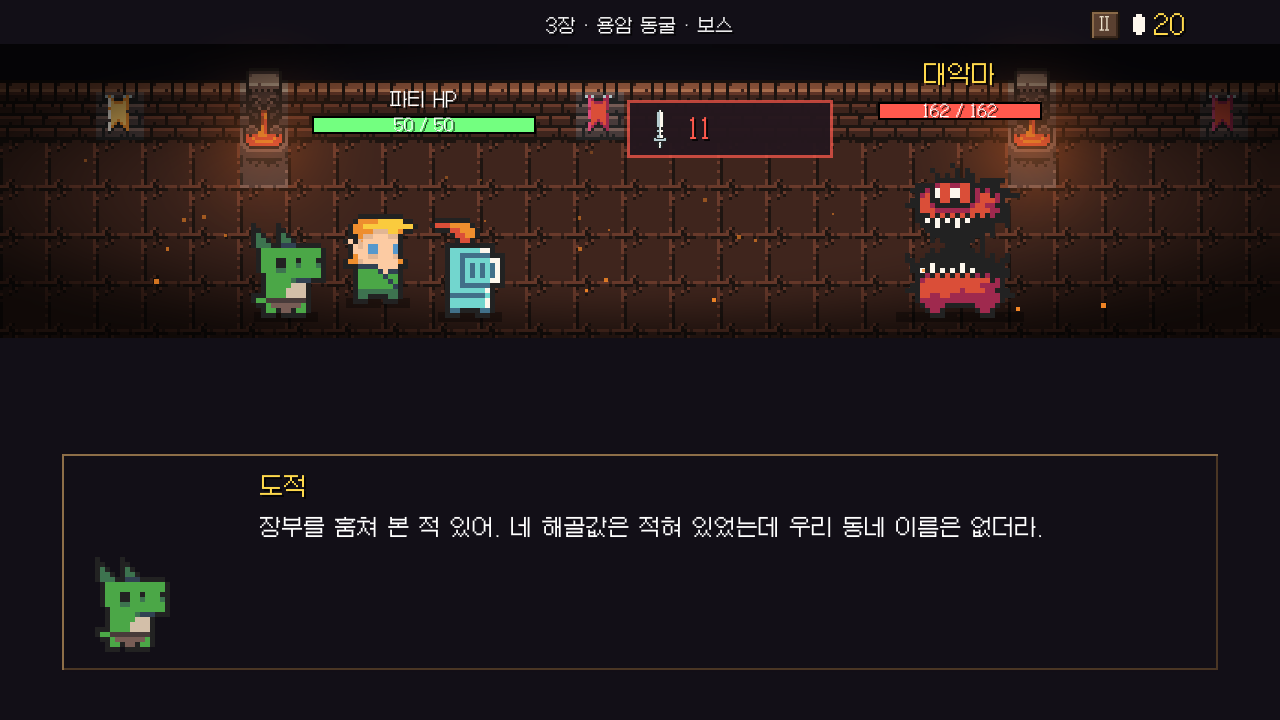 3장 · 용암 동굴 · 보스
II
20
대악마
파티 HP
162 / 162
50 / 50
11
도적
장부를 훔쳐 본 적 있어. 네 해골값은 적혀 있었는데 우리 동네 이름은 없더라.